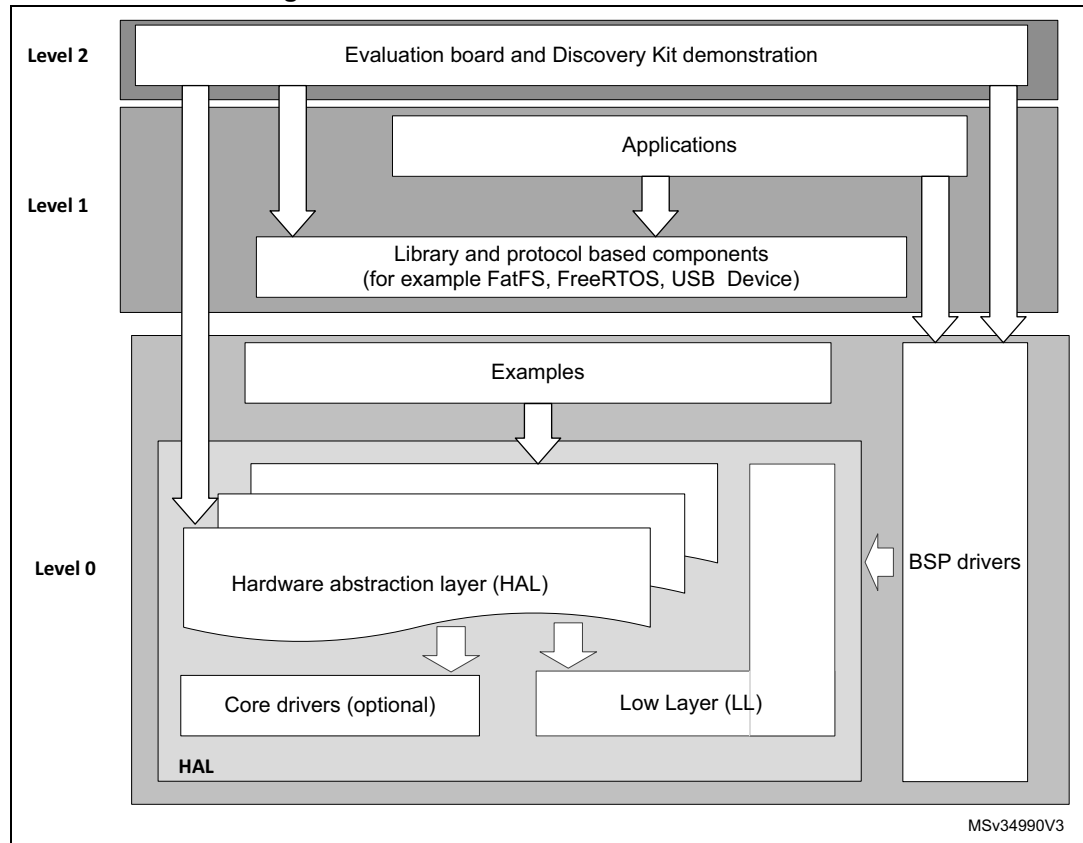 Level 2
Evaluation board and Discovery Kit demonstration
Applications
Level 1
Library and protocol based components
(for example FatFS, FreeRTOS, USB Device)
Examples
Level 0
Hardware abstraction layer (HAL)
BSP drivers
Core drivers (optional)
Low Layer (LL)
HAL
MSv34990V3